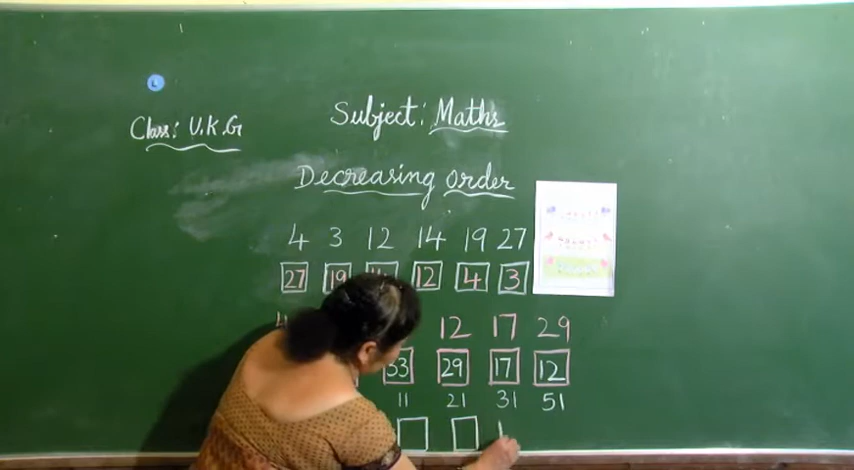 Subject: Maths
Class: U.K.G
Decreasing order
4 3 12 14 19 27
27 19 12 4 3
12 17 29
33 29 17 12
11 21 31 51